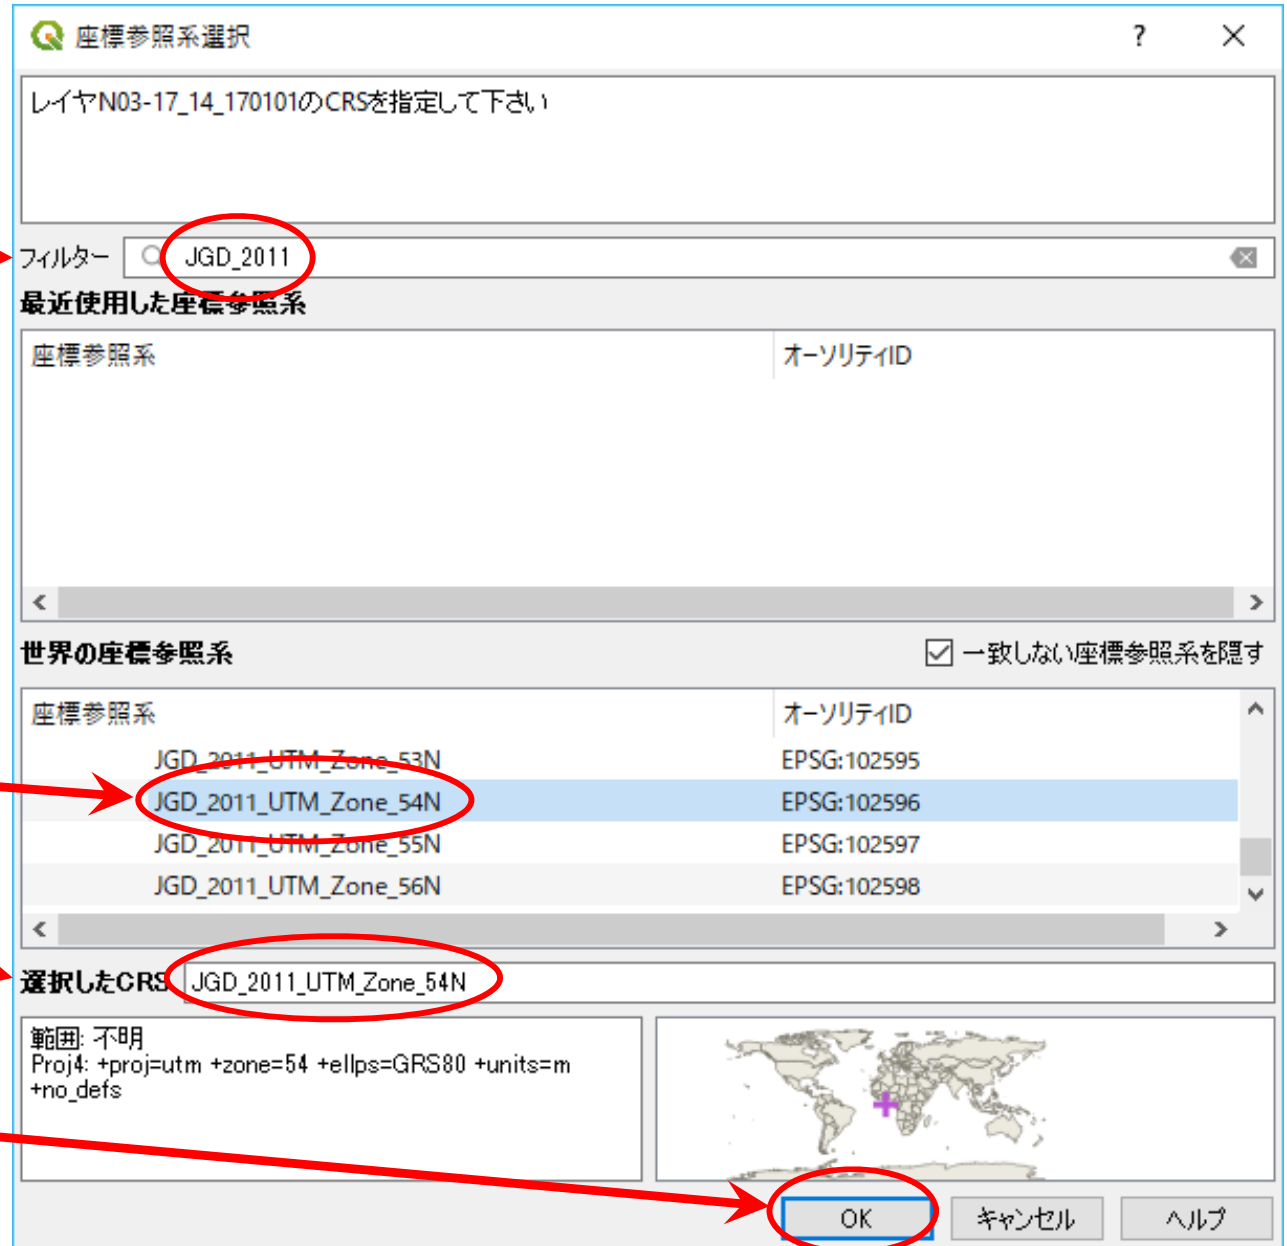 座標参照系選択
レイヤN03-17_14_170101のCRSを指定して下さい
フィルター JGD_2011
最近使用した座標参照系
座標参照系 オーソリティID
世界の座標参照系 一致しない座標参照系を隠す
座標参照系 オーソリティID
JGD_2011_UTM_Zone_53N EPSG:102595
JGD_2011_UTM_Zone_54N EPSG:102596
JGD_2011_UTM_Zone_55N EPSG:102597
JGD_2011_UTM_Zone_56N EPSG:102598
選択したCRS JGD_2011_UTM_Zone_54N
範囲: 不明
Proj4: +proj=utm +zone=54 +ellps=GRS80 +units=m
+no_defs
OK キャンセル ヘルプ